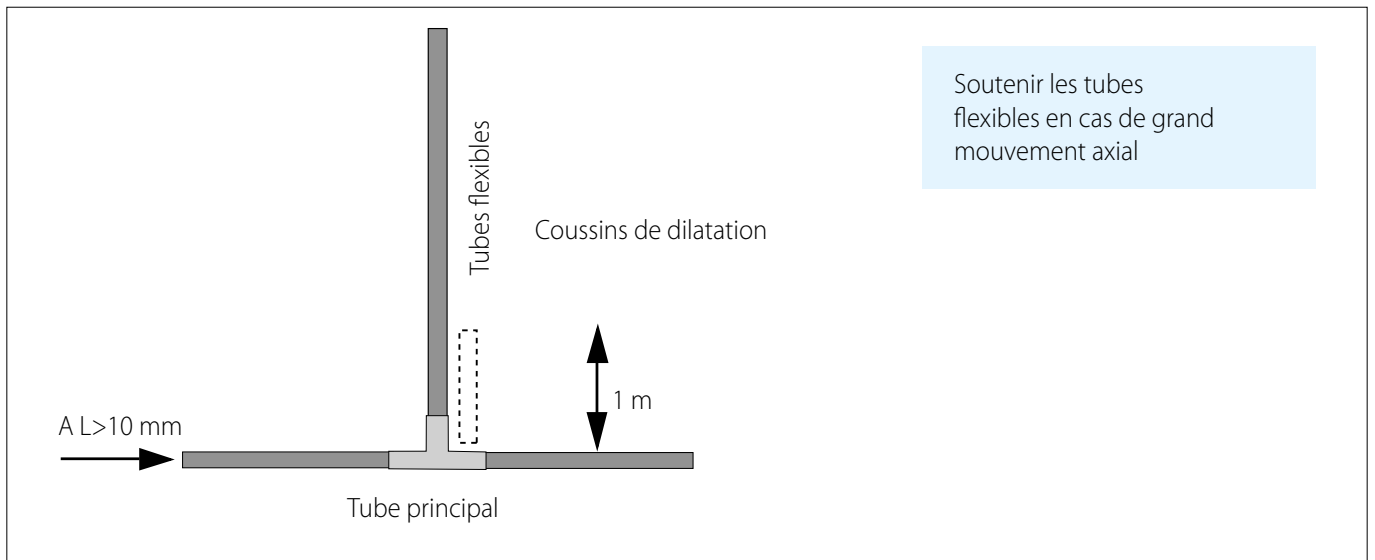 Soutenir les tubes
flexibles en cas de grand
mouvement axial
Tubes flexibles
Coussins de dilatation
1 m
A L>10 mm
Tube principal